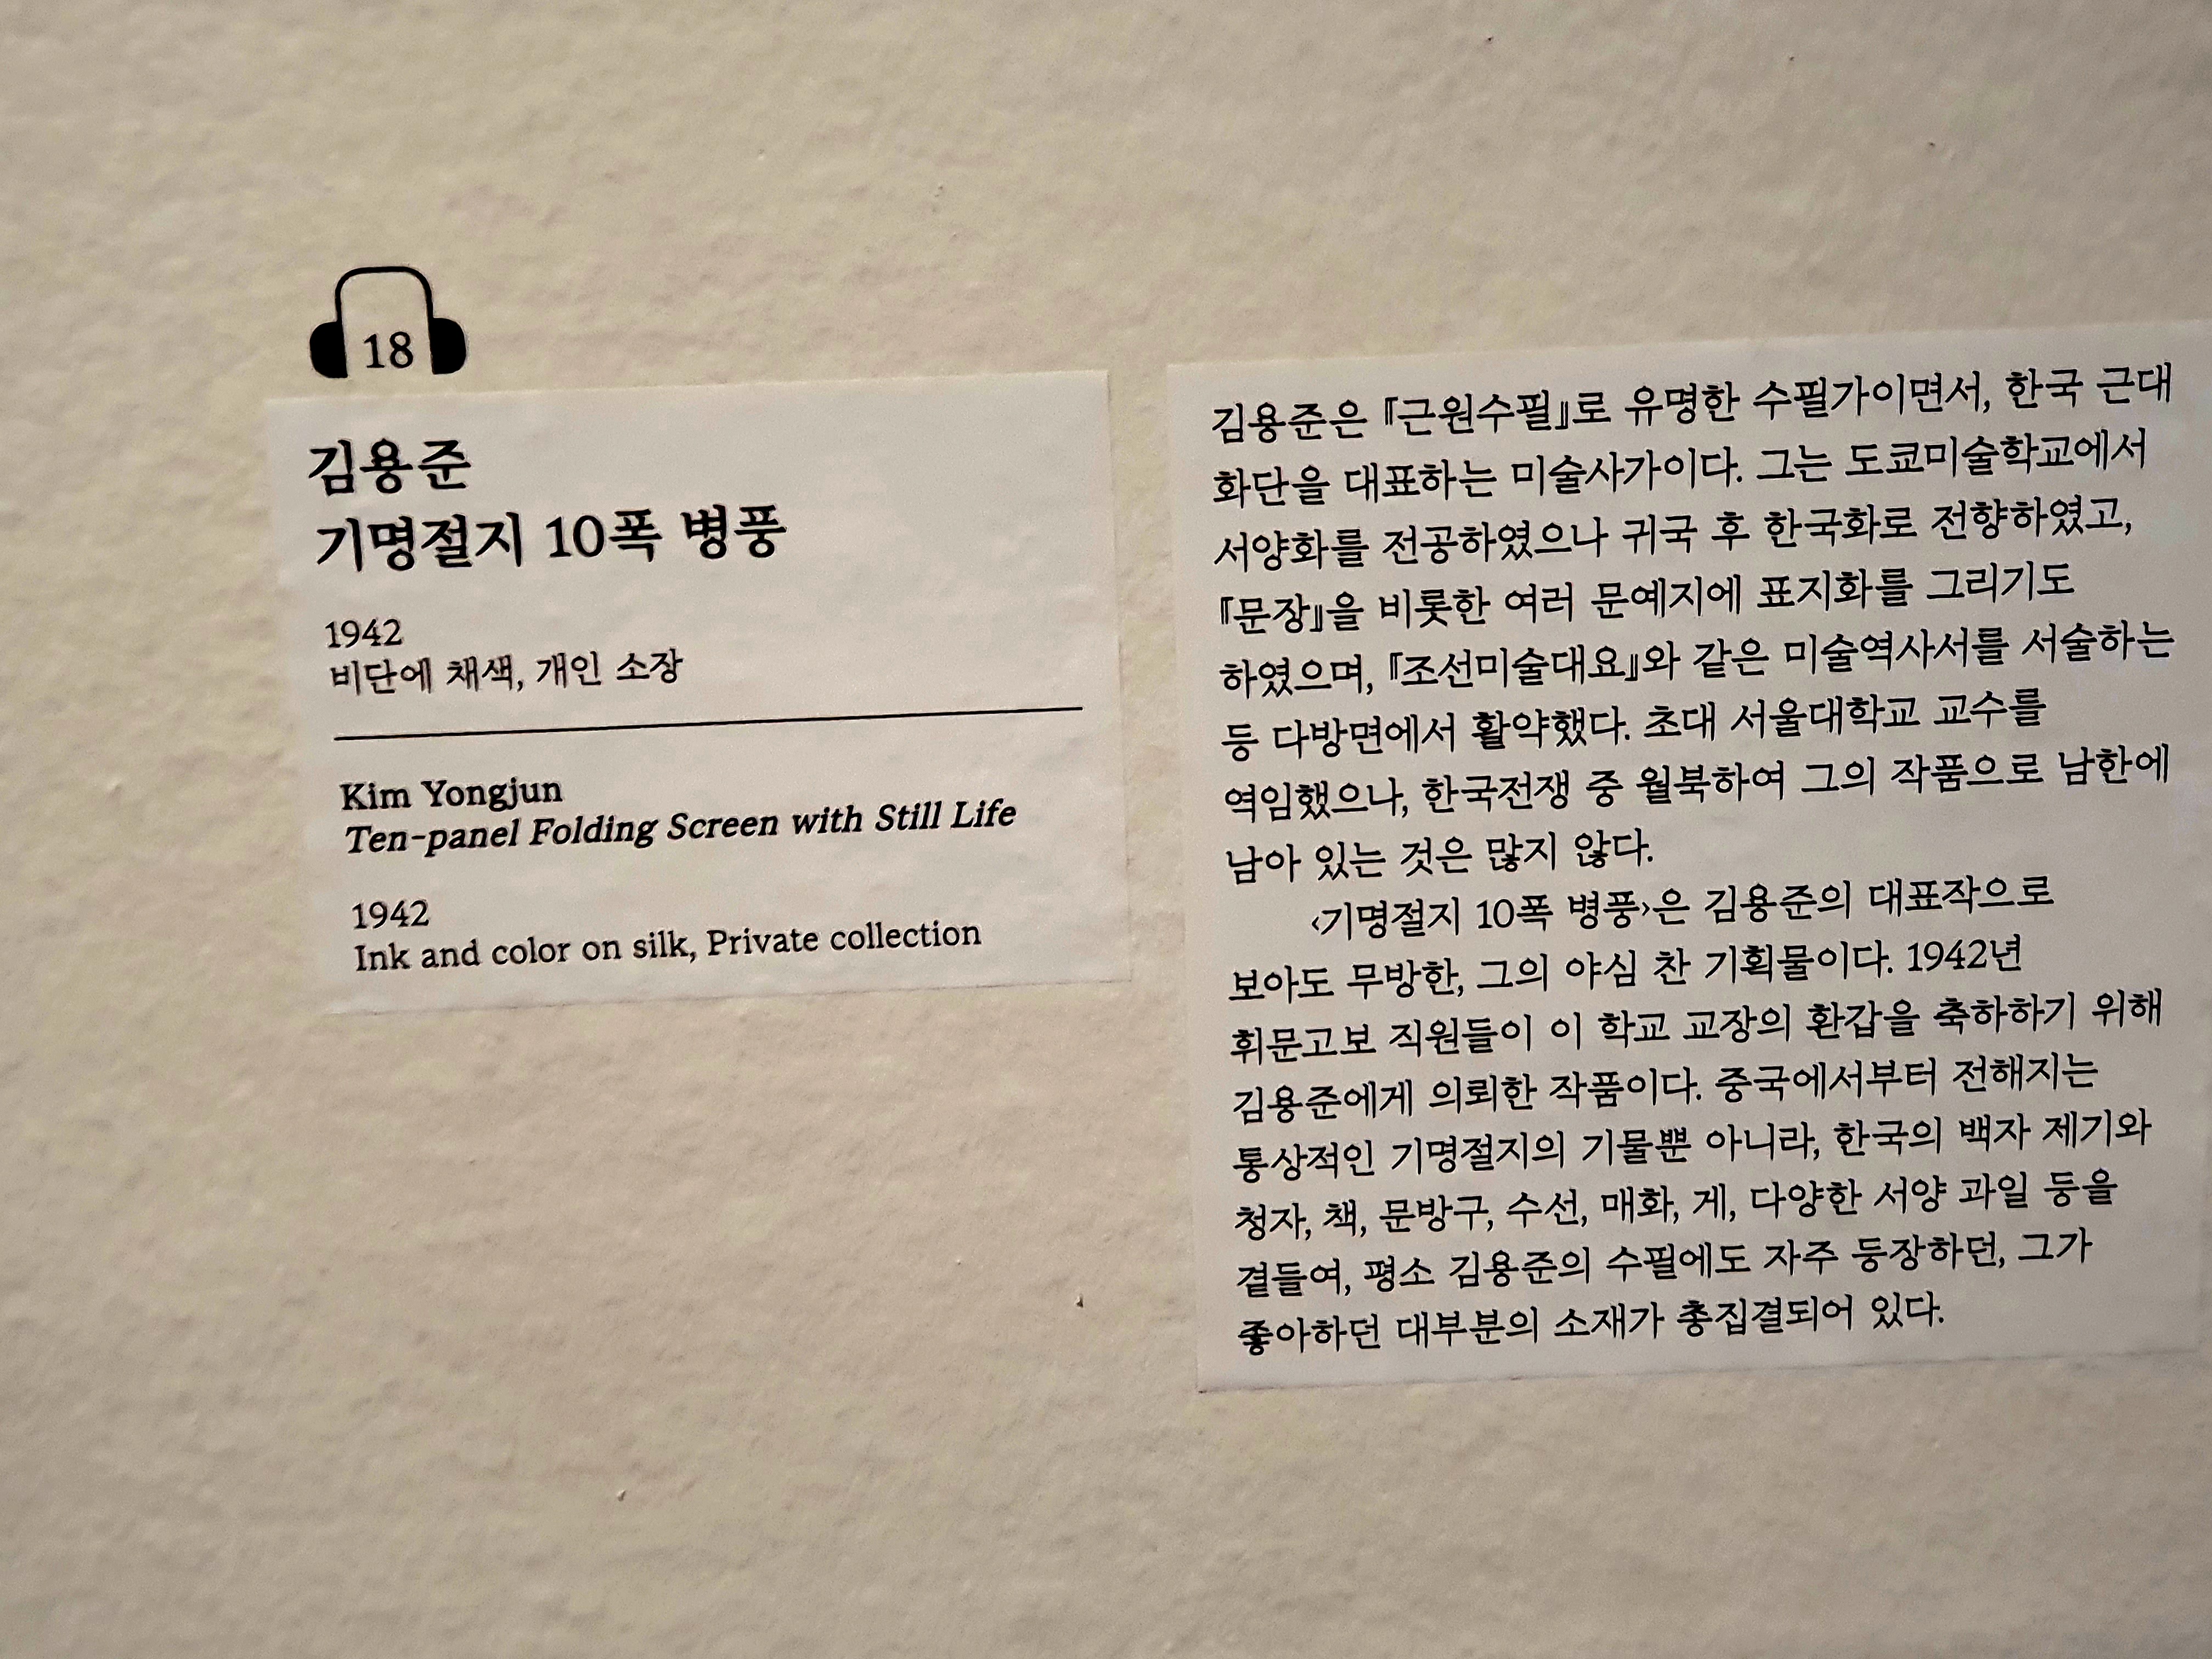 18
김용준
기명절지 10폭 병풍
1942
비단에 채색, 개인 소장
Kim Yongjun
Ten-panel Folding Screen with Still Life
1942
Ink and color on silk, Private collection
김용준은 『근원수필』로 유명한 수필가이면서, 한국 근대
화단을 대표하는 미술사가이다. 그는 도쿄미술학교에서
서양화를 전공하였으나 귀국 후 한국화로 전향하였고,
『문장』을 비롯한 여러 문예지에 표지화를 그리기도
하였으며, 『조선미술대요』와 같은 미술역사서를 서술하는
등 다방면에서 활약했다. 초대 서울대학교 교수를
역임했으나, 한국전쟁 중 월북하여 그의 작품으로 남한에
남아 있는 것은 많지 않다.
‹기명절지 10폭 병풍›은 김용준의 대표작으로
보아도 무방한, 그의 야심 찬 기획물이다. 1942년
휘문고보 직원들이 이 학교 교장의 환갑을 축하하기 위해
김용준에게 의뢰한 작품이다. 중국에서부터 전해지는
통상적인 기명절지의 기물뿐 아니라, 한국의 백자 제기와
청자, 책, 문방구, 수선, 매화, 게, 다양한 서양 과일 등을
곁들여, 평소 김용준의 수필에도 자주 등장하던, 그가
좋아하던 대부분의 소재가 총집결되어 있다.